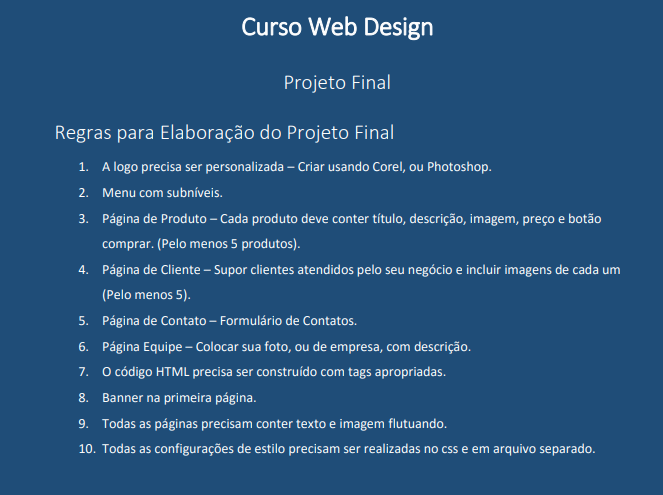 Curso Web Design
Projeto Final
Regras para Elaboração do Projeto Final
1. A logo precisa ser personalizada – Criar usando Corel, ou Photoshop.
2. Menu com subníveis.
3. Página de Produto – Cada produto deve conter título, descrição, imagem, preço e botão
comprar. (Pelo menos 5 produtos).
4. Página de Cliente – Supor clientes atendidos pelo seu negócio e incluir imagens de cada um
(Pelo menos 5).
5. Página de Contato – Formulário de Contatos.
6. Página Equipe – Colocar sua foto, ou de empresa, com descrição.
7. O código HTML precisa ser construído com tags apropriadas.
8. Banner na primeira página.
9. Todas as páginas precisam conter texto e imagem flutuando.
10. Todas as configurações de estilo precisam ser realizadas no css e em arquivo separado.